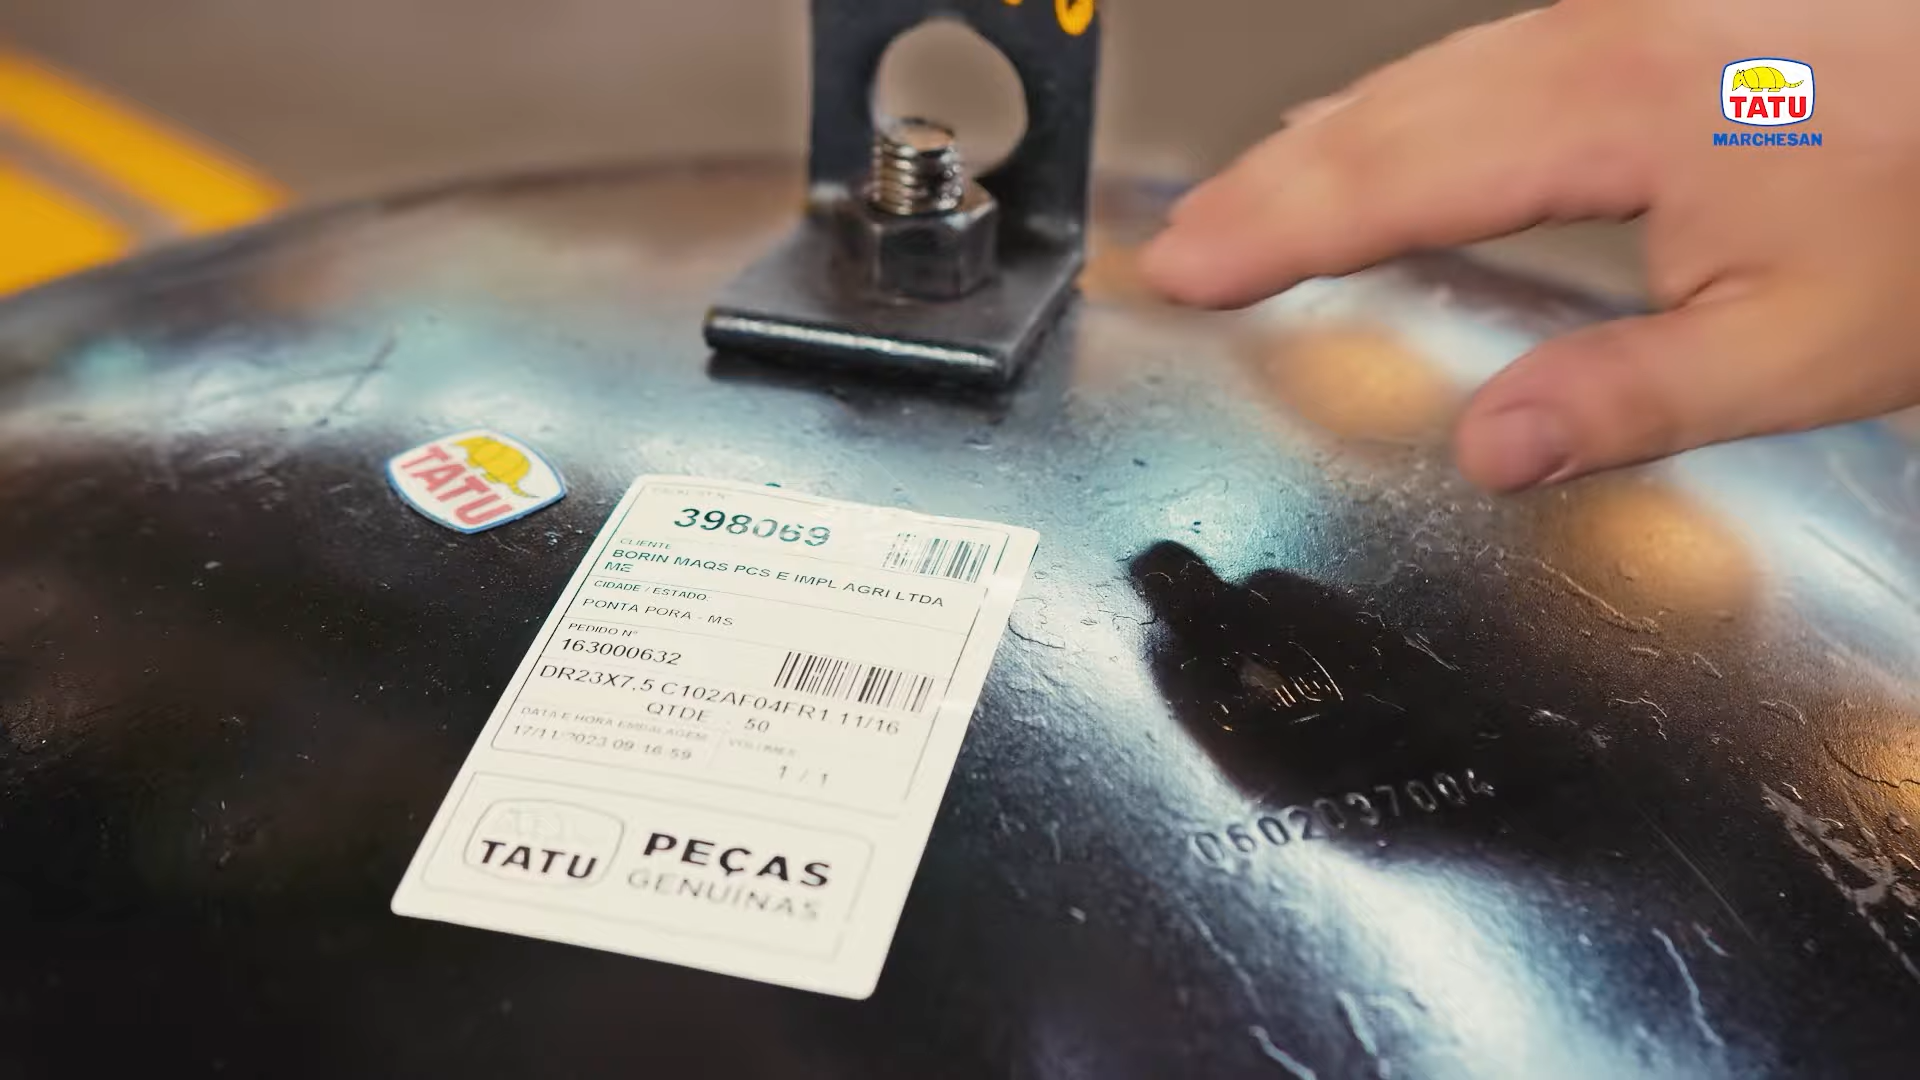 TATU
MARCHESAN
TATU
398069
CLIENTE
BORIN MAQS PCS E IMPL AGRI LTDA
ME
CIDADE / ESTADO:
PONTA PORA - MS
PEDIDO Nº
163000632
DR23X7,5 C102AF04FR1.11/16
QTDE 50
DATA E HORA EMBALAGEM
VOLUMES
17/11/2023 09 16 59
1 / 1
TATU
PEÇAS
GENUÍNAS
0602037004